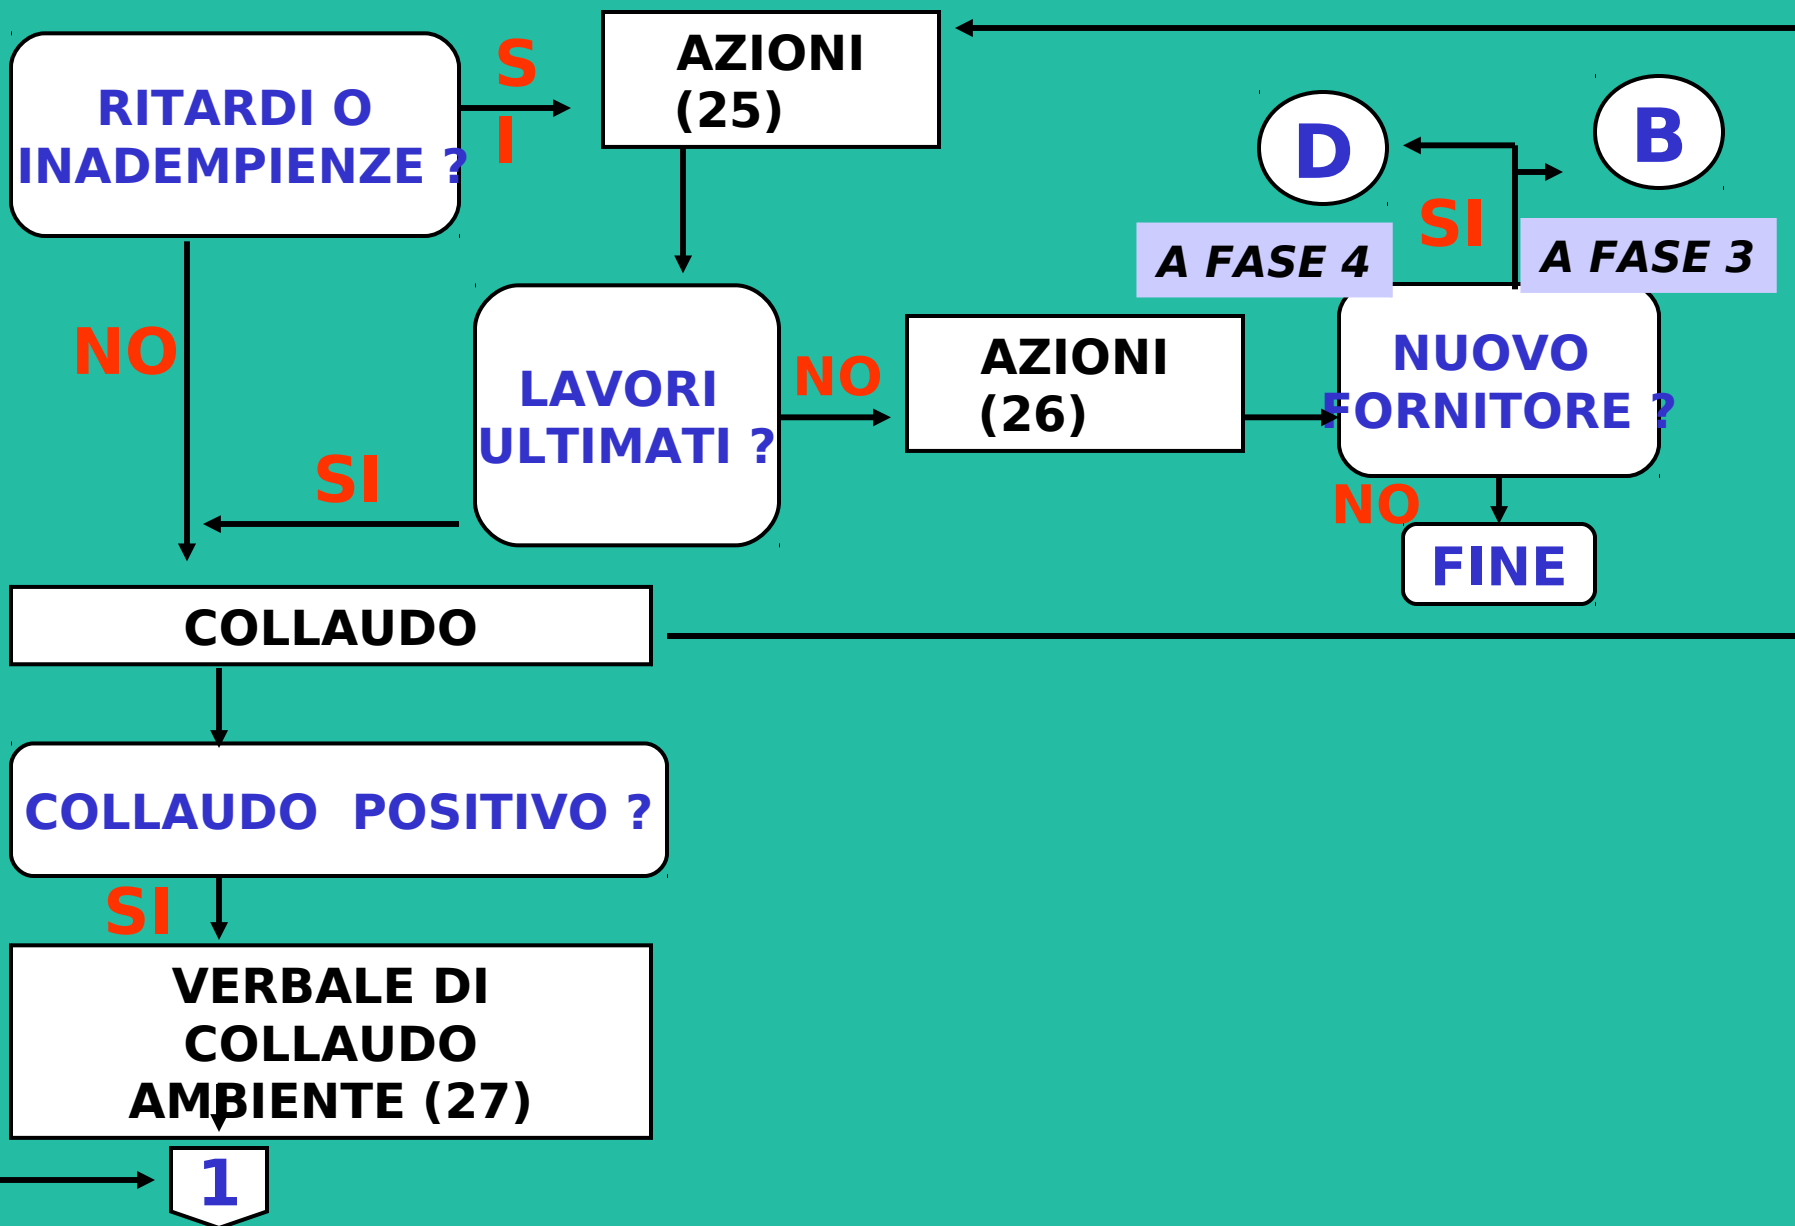 RITARDI O
INADEMPIENZE ?
S
I
AZIONI
(25)
D
B
SI
A FASE 4
A FASE 3
NO
LAVORI
ULTIMATI ?
NO
AZIONI
(26)
NUOVO
FORNITORE ?
SI
NO
FINE
COLLAUDO
COLLAUDO POSITIVO ?
SI
VERBALE DI
COLLAUDO
AMBIENTE (27)
1